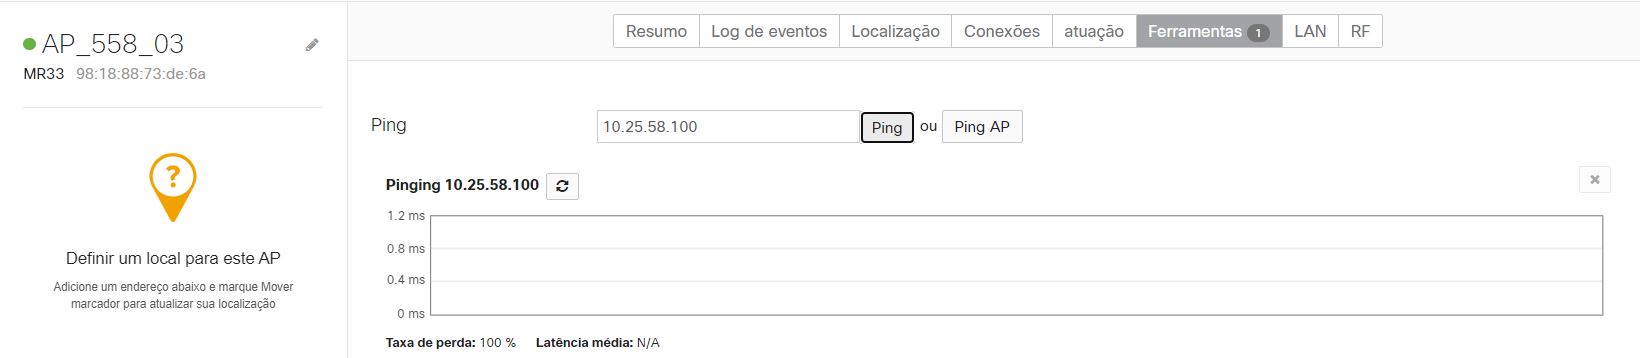 AP_558_03
MR33 98:18:88:73:de:6a
?
Definir um local para este AP
Adicione um endereço abaixo e marque Mover
marcador para atualizar sua localização
Resumo Log de eventos Localização Conexões atuação Ferramentas 1 LAN RF
Ping 10.25.58.100 Ping ou Ping AP
Pinging 10.25.58.100
1.2 ms
0.8 ms
0.4 ms
0 ms
Taxa de perda: 100 % Latência média: N/A